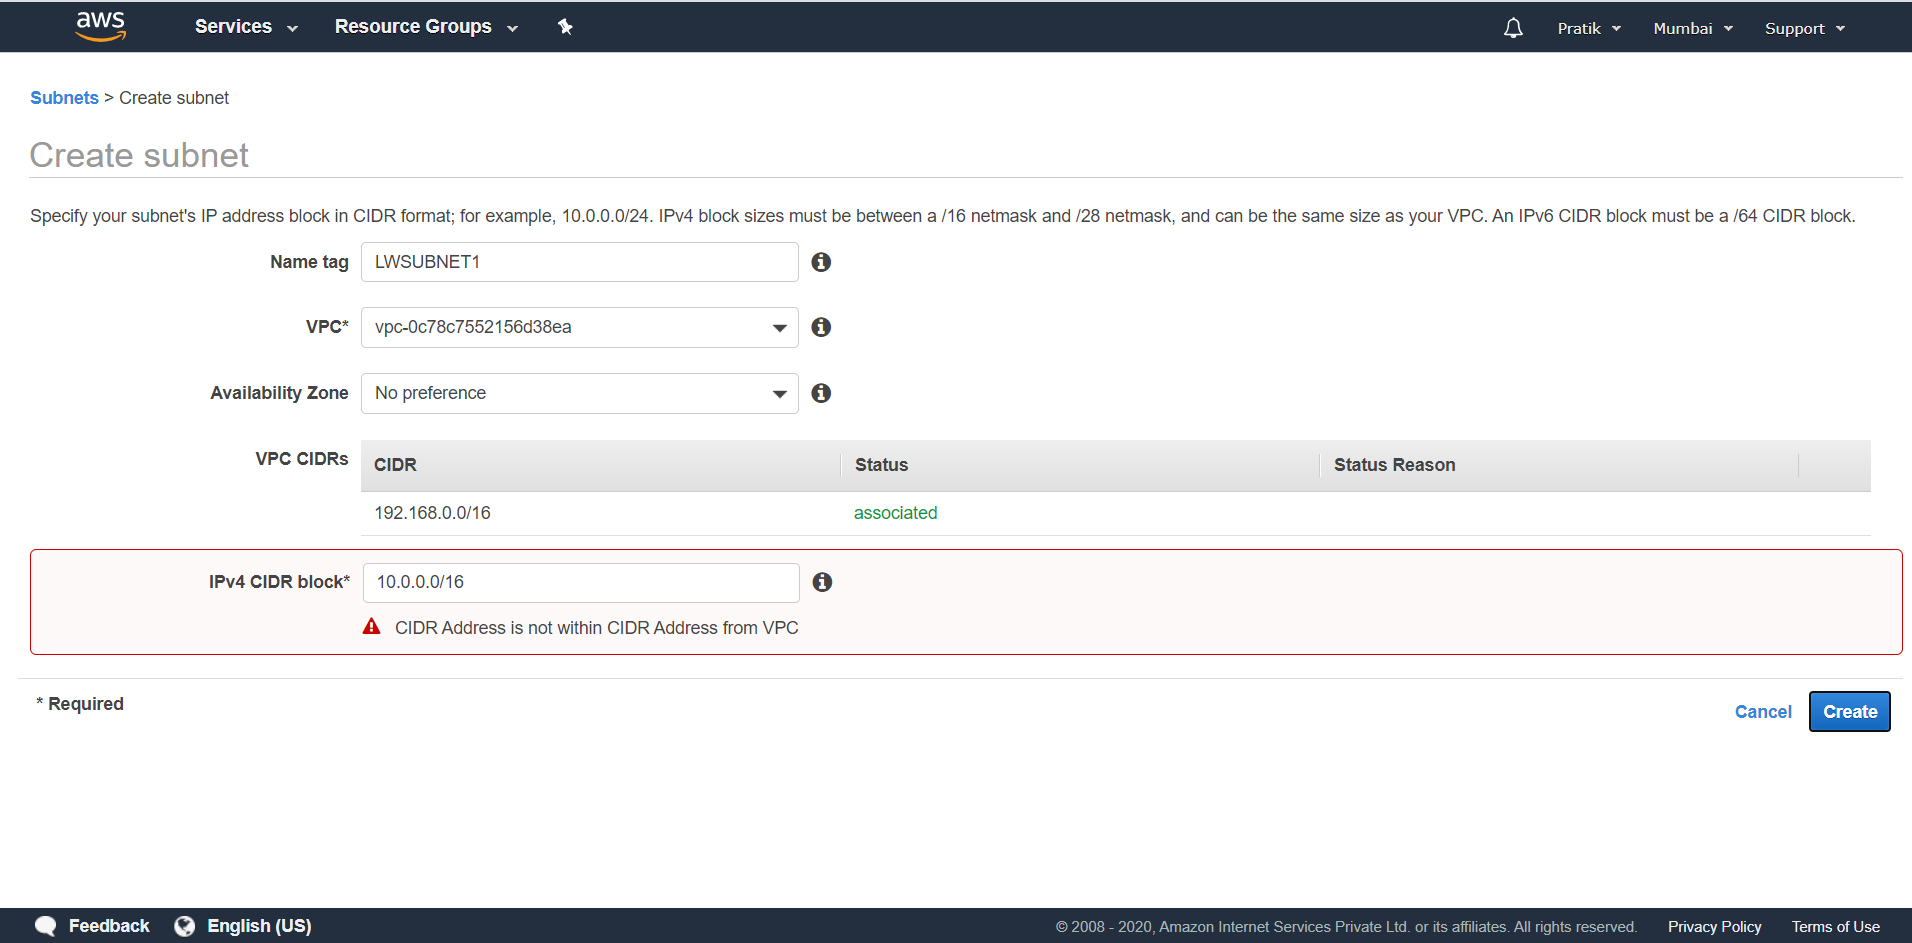 aws Services Resource Groups Pratik Mumbai Support
Subnets > Create subnet
Create subnet
Specify your subnet's IP address block in CIDR format; for example, 10.0.0.0/24. IPv4 block sizes must be between a /16 netmask and /28 netmask, and can be the same size as your VPC. An IPv6 CIDR block must be a /64 CIDR block.
Name tag LWSUBNET1
VPC* vpc-0c78c7552156d38ea
Availability Zone No preference
VPC CIDRs CIDR Status Status Reason
192.168.0.0/16 associated
IPv4 CIDR block* 10.0.0.0/16
CIDR Address is not within CIDR Address from VPC
* Required
Cancel Create
Feedback English (US) © 2008 - 2020, Amazon Internet Services Private Ltd. or its affiliates. All rights reserved. Privacy Policy Terms of Use